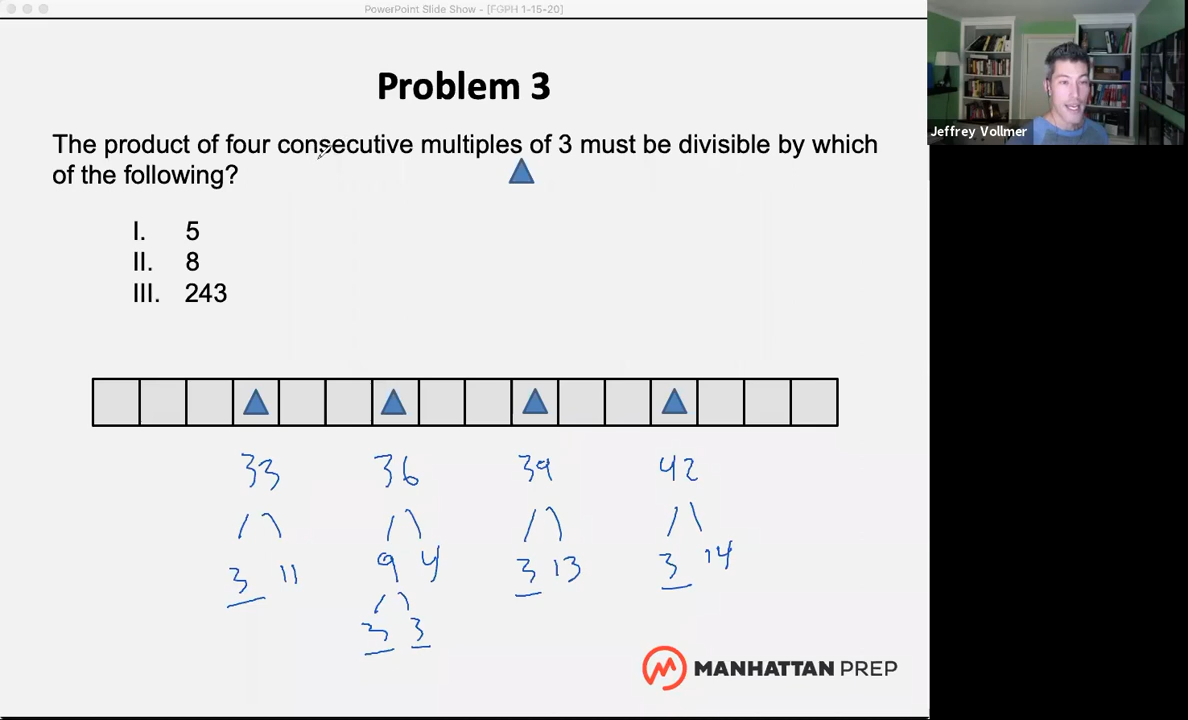 PowerPoint Slide Show - [FGPH 1-15-20]
Problem 3
Jeffrey Vollmer
The product of four consecutive multiples of 3 must be divisible by which
of the following?
I. 5
II. 8
III. 243
33 36 39 42
3 11 9 4 3 13 3 14
3 3
MANHATTAN PREP